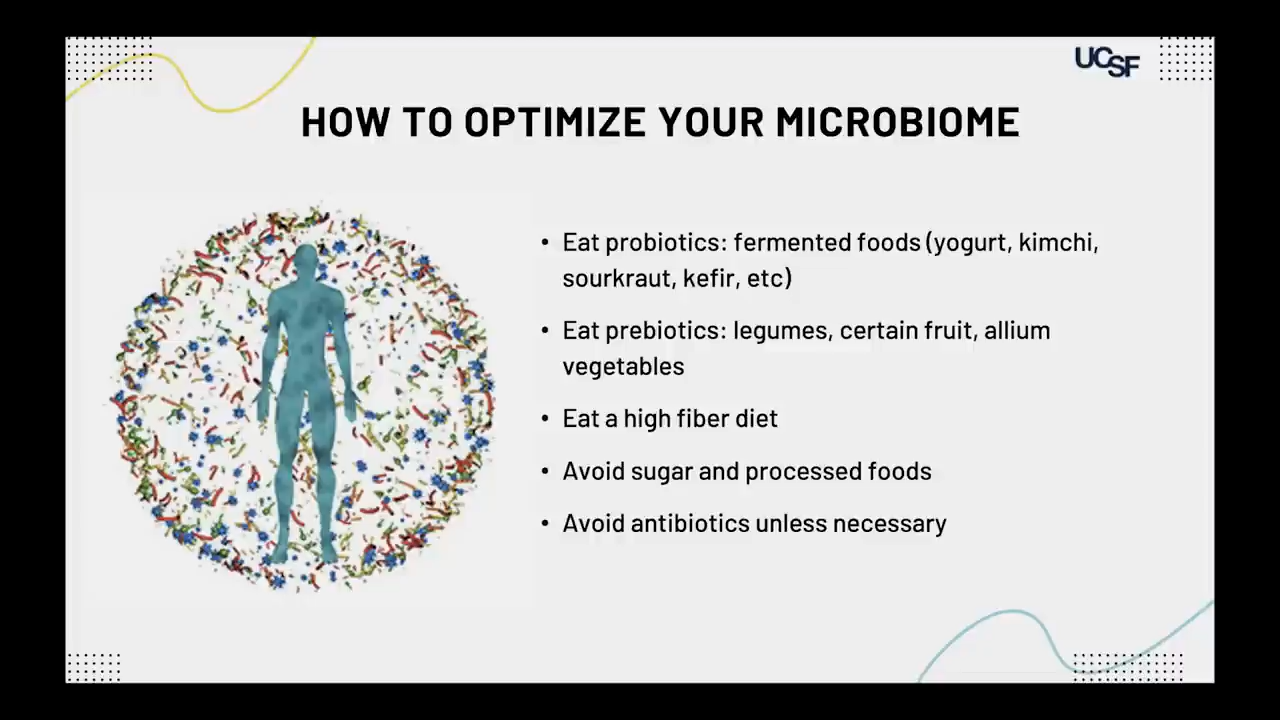 UCSF
HOW TO OPTIMIZE YOUR MICROBIOME
• Eat probiotics: fermented foods (yogurt, kimchi,
sourkraut, kefir, etc)
• Eat prebiotics: legumes, certain fruit, allium
vegetables
• Eat a high fiber diet
• Avoid sugar and processed foods
• Avoid antibiotics unless necessary